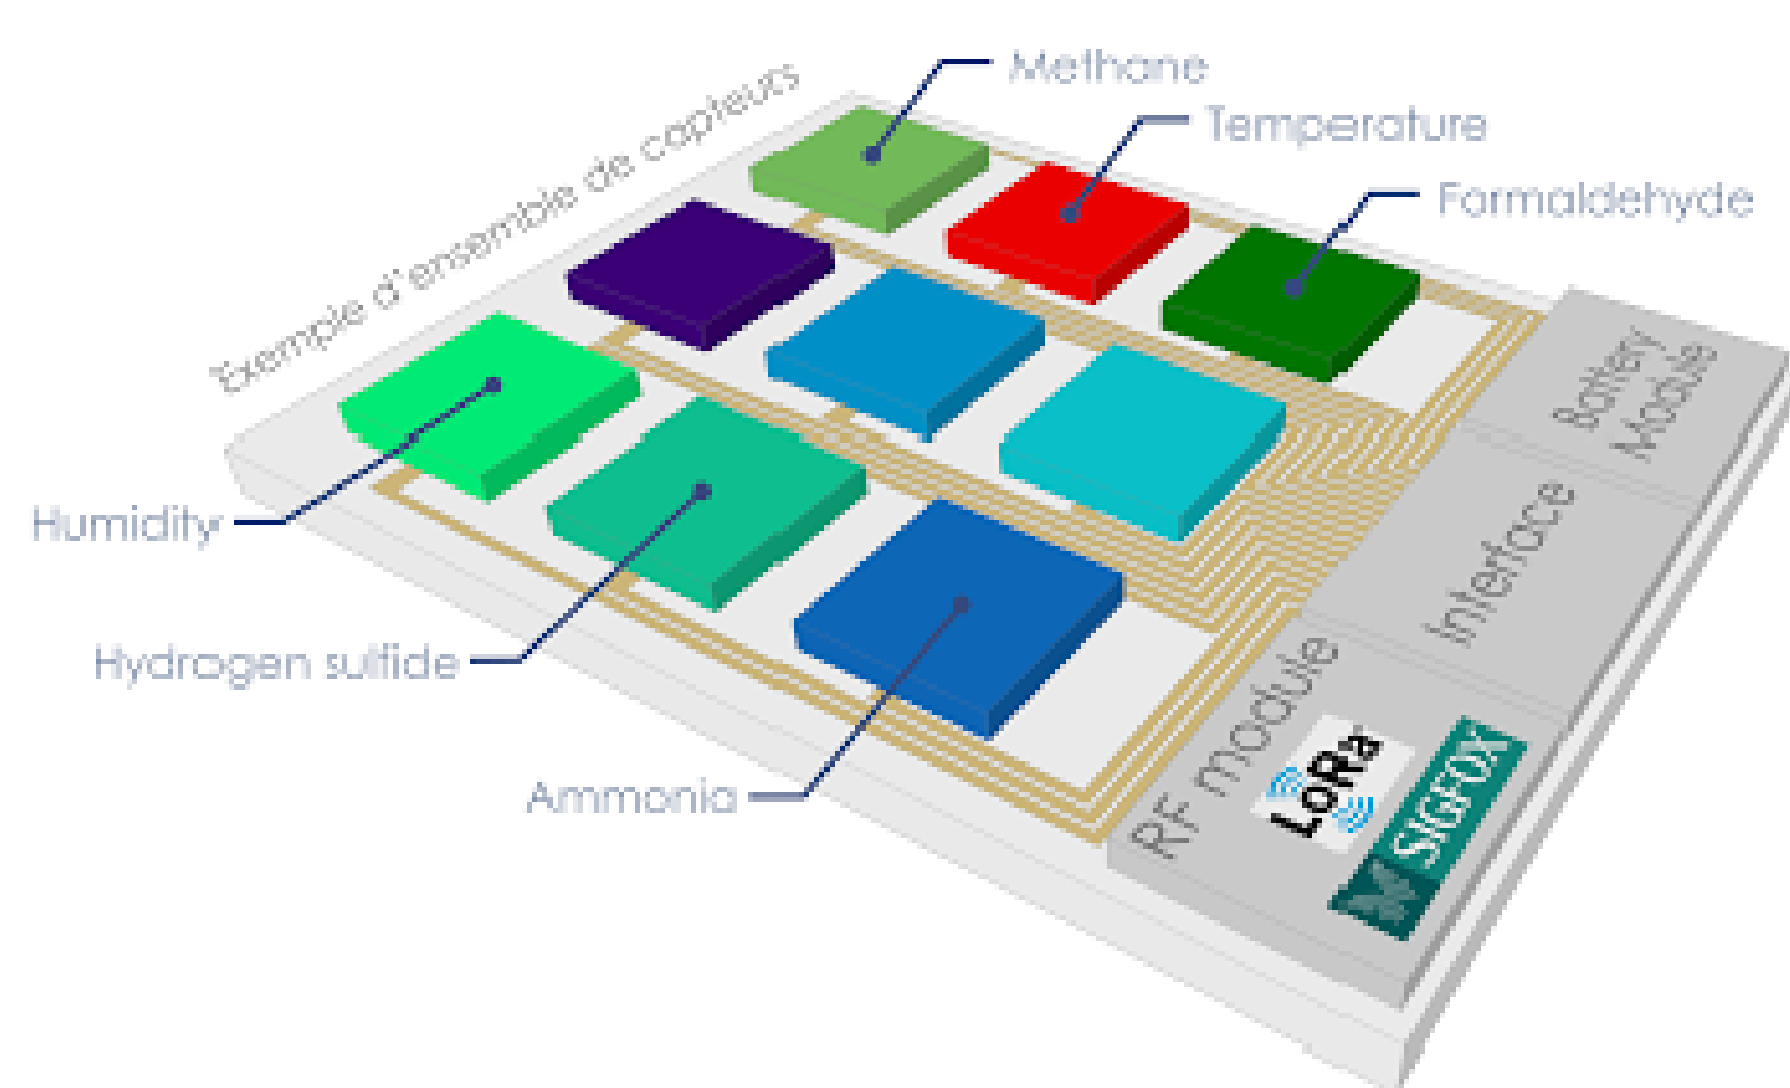 Methane
Exemple d'ensemble de capteurs
Temperature
Formaldehyde
Battery
Module
Interface
Humidity
Hydrogen sulfide
RF module
LoRa
SIGFOX
Ammonia